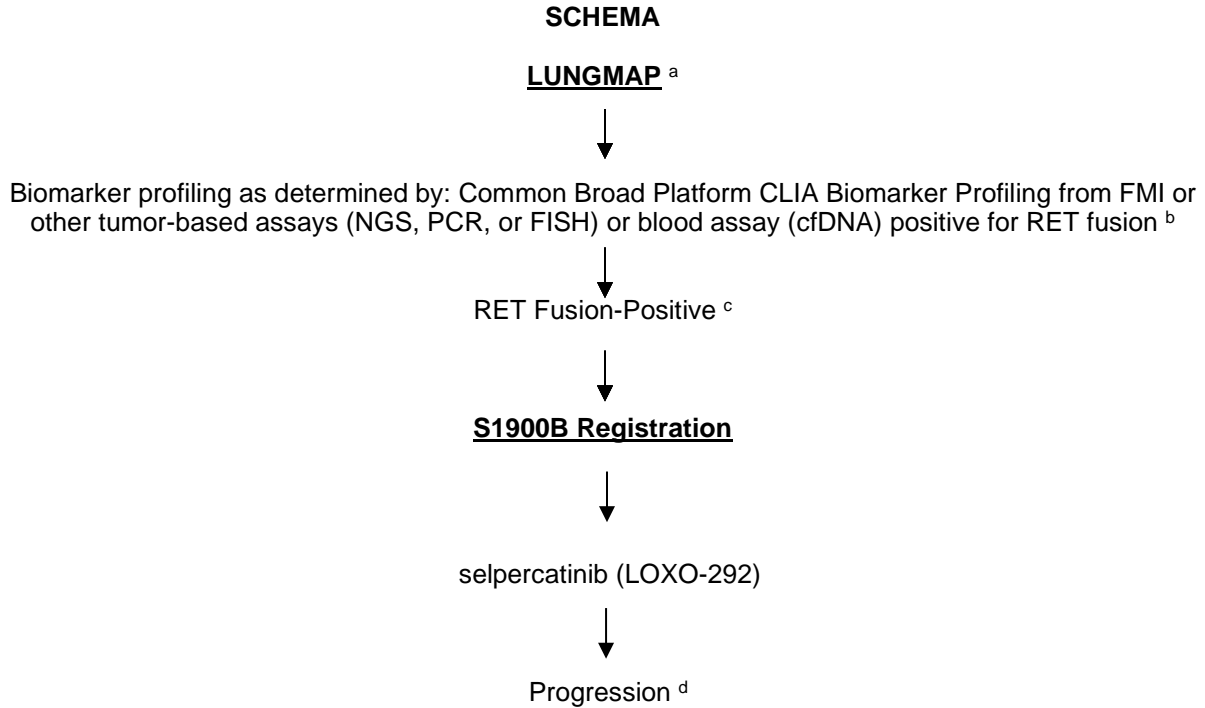 SCHEMA
LUNGMAP a
Biomarker profiling as determined by: Common Broad Platform CLIA Biomarker Profiling from FMI or
other tumor-based assays (NGS, PCR, or FISH) or blood assay (cfDNA) positive for RET fusion b
RET Fusion-Positive c
S1900B Registration
selpercatinib (LOXO-292)
Progression d